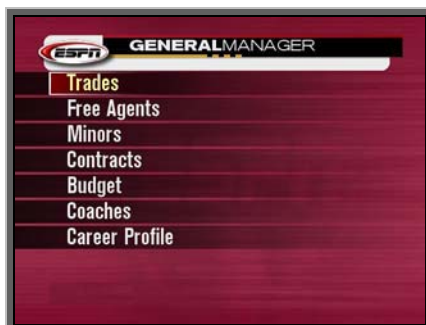 ESPN
GENERALMANAGER
Trades
Free Agents
Minors
Contracts
Budget
Coaches
Career Profile